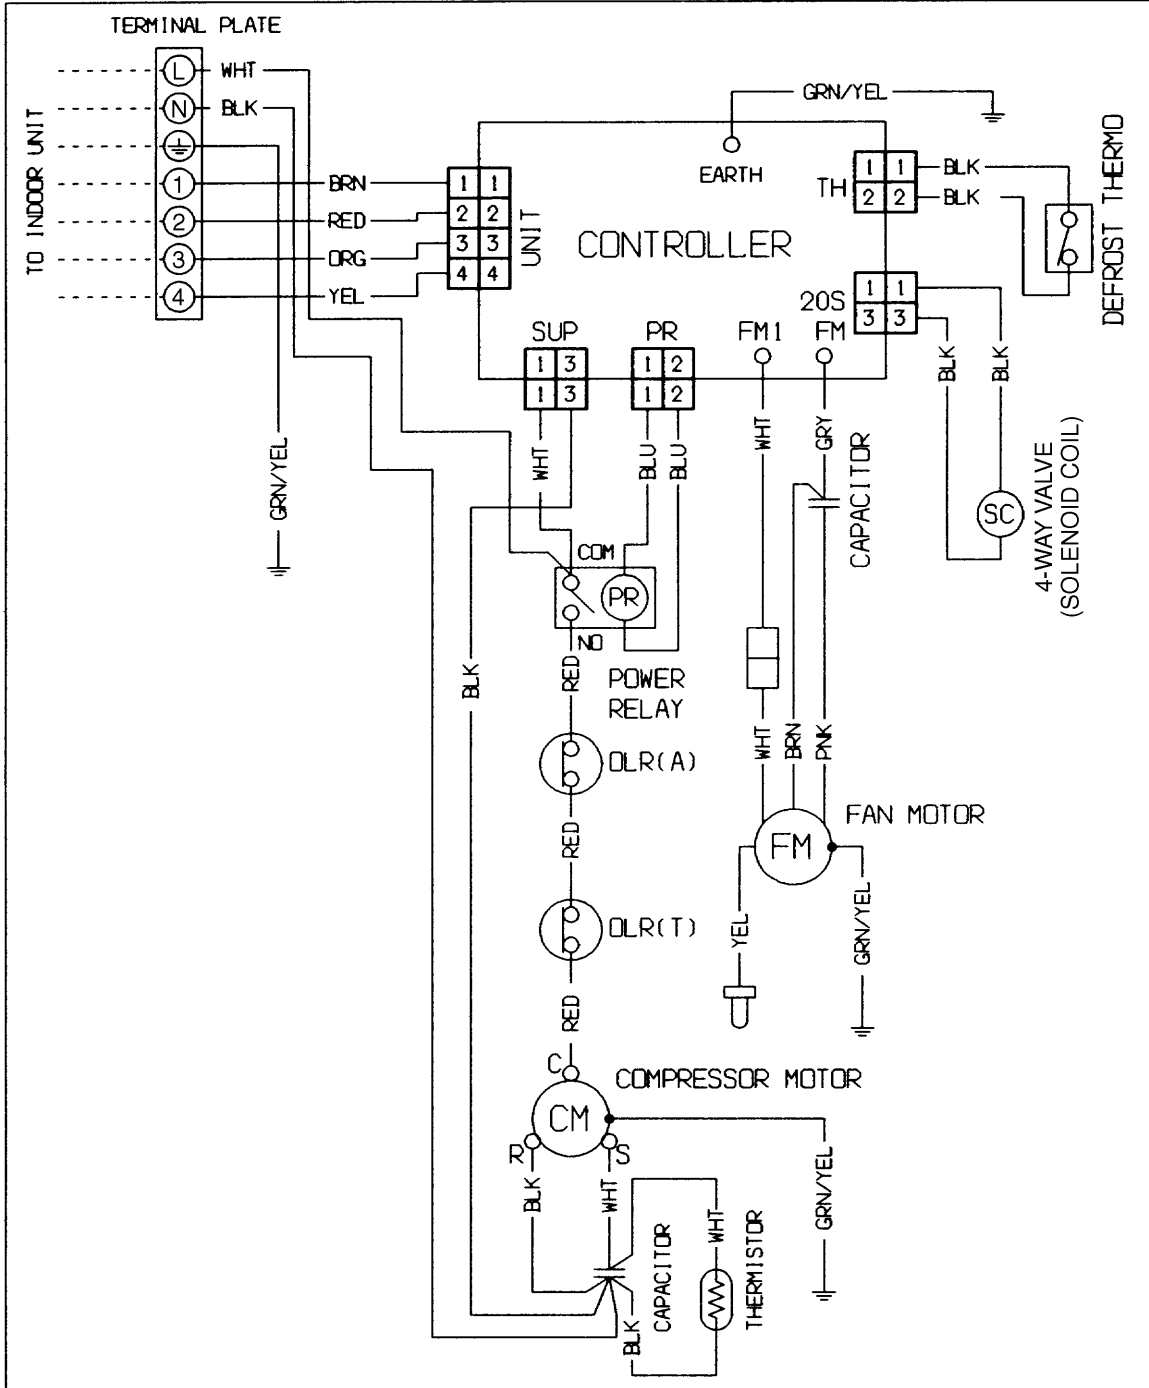 TERMINAL PLATE
TO INDOOR UNIT
L
WHT
N
BLK
1
BRN
2
RED
3
ORG
4
YEL
GRN/YEL
1 1
2 2
3 3
4 4
UNIT
GRN/YEL
EARTH
CONTROLLER
TH
1 1
2 2
BLK
BLK
DEFROST THERMO
20S
1 1
3 3
BLK
BLK
SC
4-WAY VALVE
(SOLENOID COIL)
SUP
1 3
1 3
PR
1 2
1 2
FM1
FM
WHT
BLU
BLU
WHT
GRY
CAPACITOR
COM
PR
NO
POWER
RELAY
BLK
RED
OLR(A)
RED
OLR(T)
RED
WHT
BRN
PNK
FAN MOTOR
FM
YEL
GRN/YEL
C
COMPRESSOR MOTOR
CM
R
S
BLK
WHT
WHT
GRN/YEL
CAPACITOR
THERMISTOR
BLK